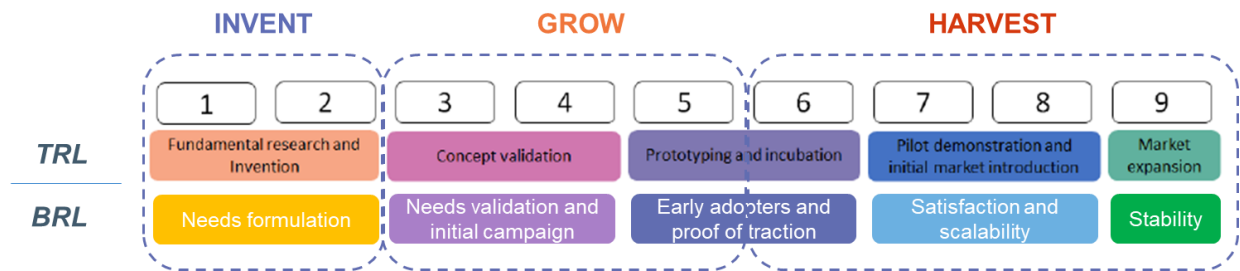 INVENT GROW HARVEST
1 2 3 4 5 6 7 8 9
TRL
Fundamental research and
Invention
Concept validation
Prototyping and incubation
Pilot demonstration and
initial market introduction
Market
expansion
BRL
Needs formulation
Needs validation and
initial campaign
Early adopters and
proof of traction
Satisfaction and
scalability
Stability